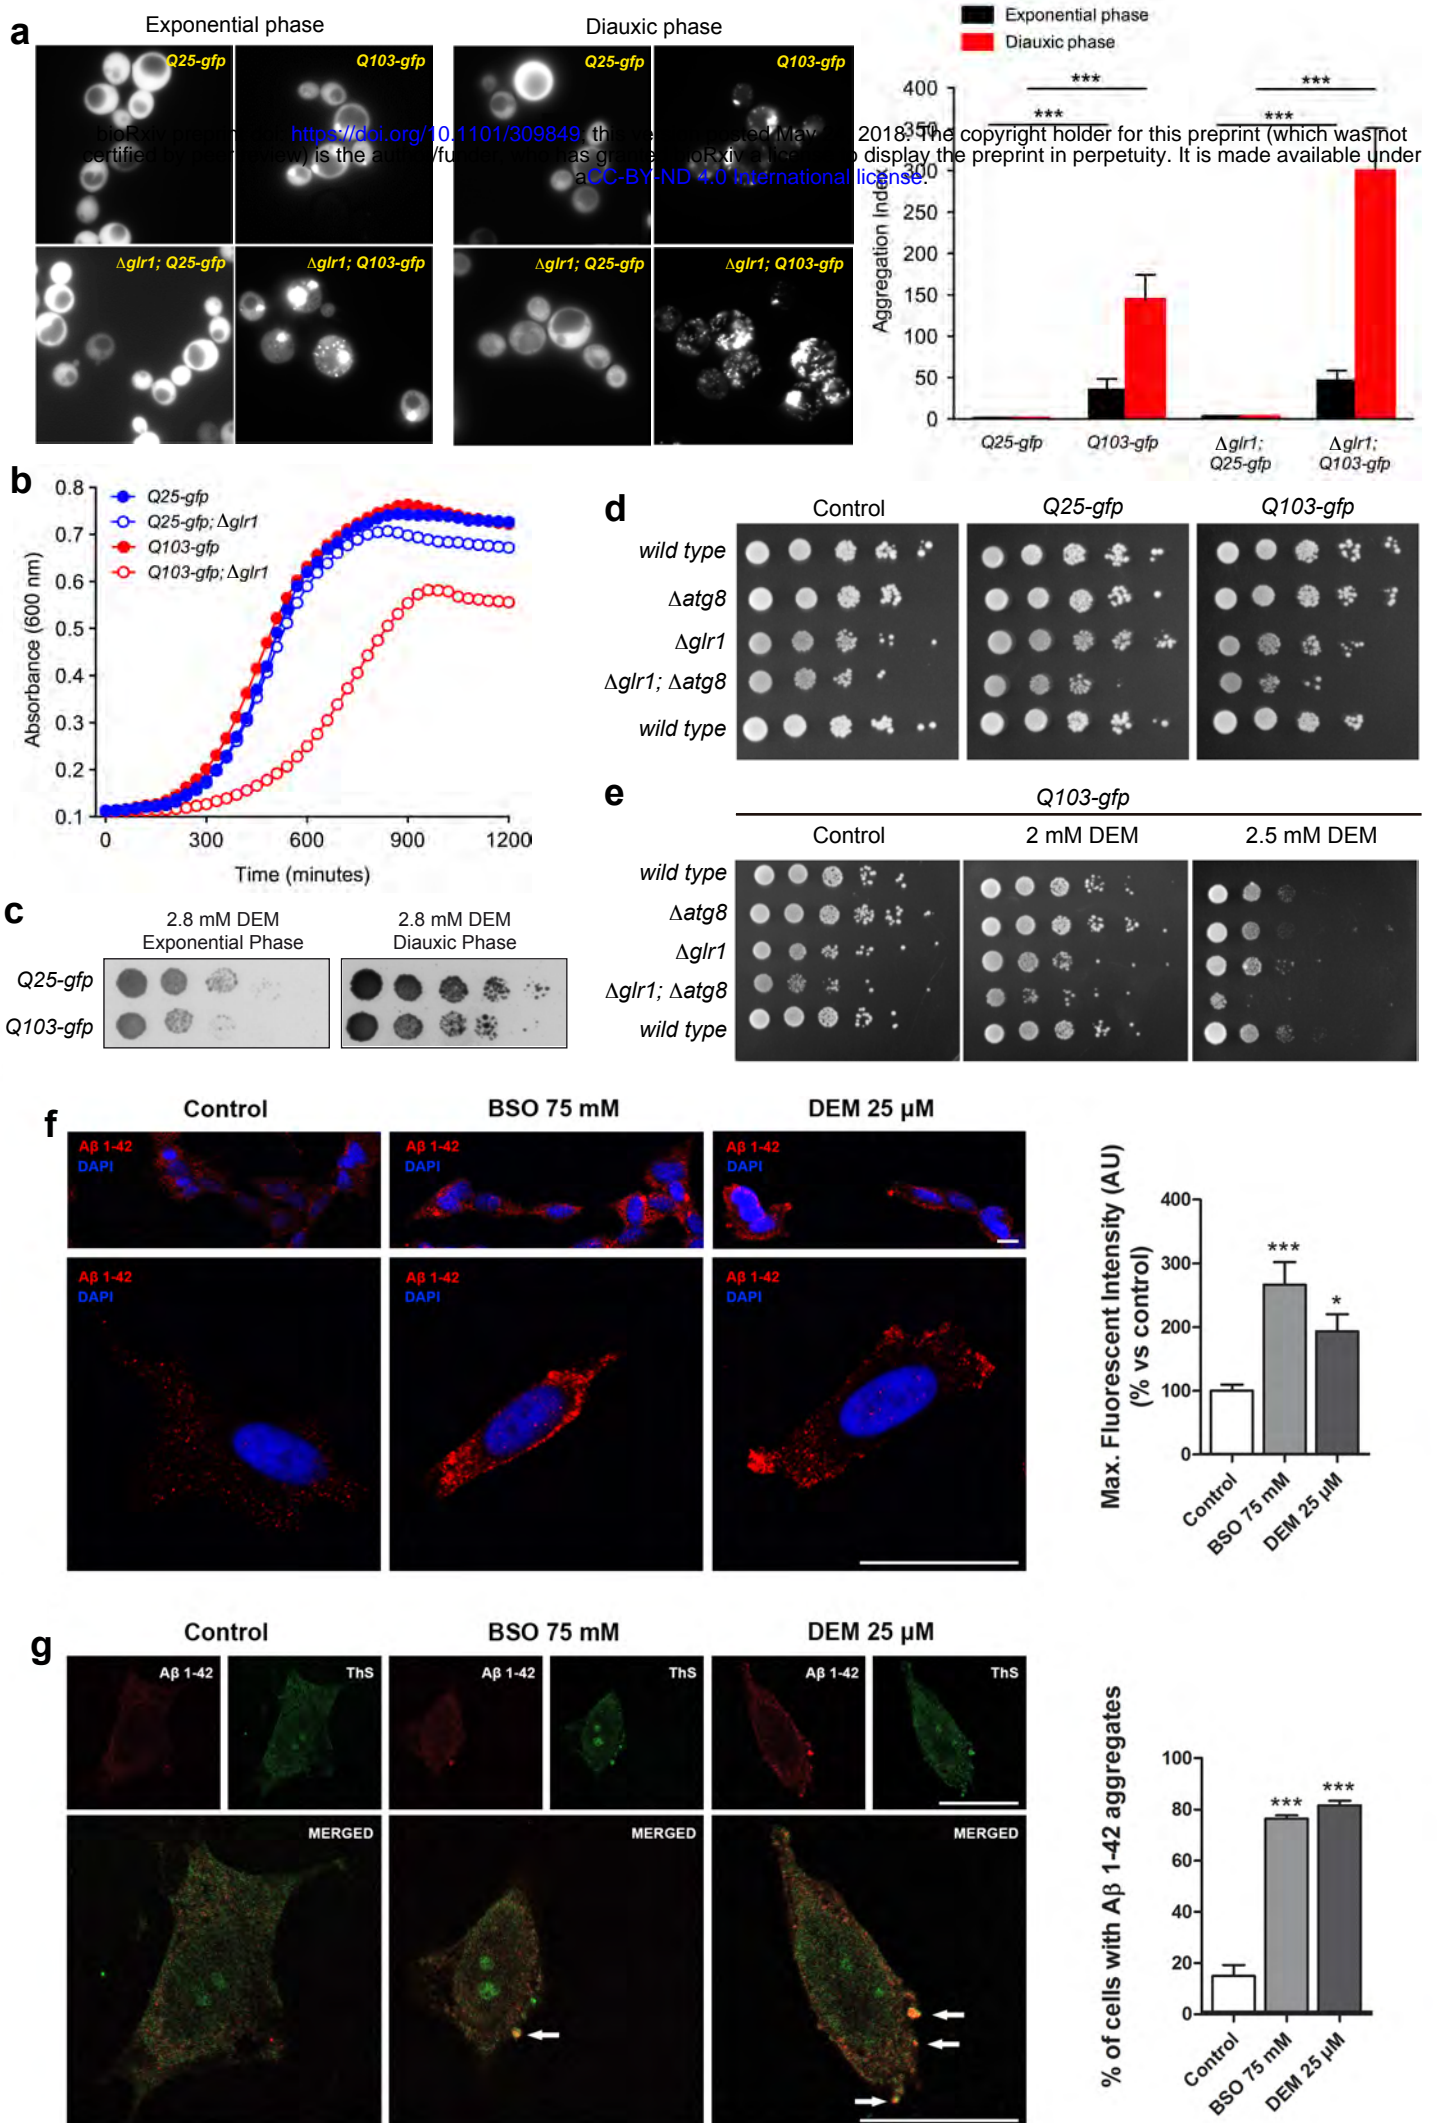 a
Exponential phase
Diauxic phase
Q25-gfp
Q103-gfp
Q25-gfp
Q103-gfp
Δglr1; Q25-gfp
Δglr1; Q103-gfp
Δglr1; Q25-gfp
Δglr1; Q103-gfp
bioRxiv preprint doi: https://doi.org/10.1101/309849; this version posted May 2018. The copyright holder for this preprint (which was not
certified by peer review) is the author/funder, who has granted bioRxiv a license to display the preprint in perpetuity. It is made available under
aCC-BY-ND 4.0 International license.
Exponential phase
Diauxic phase
Aggregation Index
400
350
300
250
200
150
100
50
0
***
***
***
***
Q25-gfp
Q103-gfp
Δglr1;
Q25-gfp
Δglr1;
Q103-gfp
b
Absorbance (600 nm)
0.8
0.7
0.6
0.5
0.4
0.3
0.2
0.1
Q25-gfp
Q25-gfp; Δglr1
Q103-gfp
Q103-gfp; Δglr1
0 300 600 900 1200
Time (minutes)
c
2.8 mM DEM
Exponential Phase
2.8 mM DEM
Diauxic Phase
Q25-gfp
Q103-gfp
d
Control
Q25-gfp
Q103-gfp
wild type
Δatg8
Δglr1
Δglr1; Δatg8
wild type
e
Q103-gfp
Control
2 mM DEM
2.5 mM DEM
wild type
Δatg8
Δglr1
Δglr1; Δatg8
wild type
f
Control
BSO 75 mM
DEM 25 µM
Aβ 1-42
DAPI
Aβ 1-42
DAPI
Aβ 1-42
DAPI
Aβ 1-42
DAPI
Aβ 1-42
DAPI
Aβ 1-42
DAPI
Max. Fluorescent Intensity (AU)
(% vs control)
400
300
200
100
0
***
*
Control
BSO 75 mM
DEM 25 µM
g
Control
BSO 75 mM
DEM 25 µM
Aβ 1-42
ThS
Aβ 1-42
ThS
Aβ 1-42
ThS
MERGED
MERGED
MERGED
% of cells with Aβ 1-42 aggregates
100
80
60
40
20
0
***
***
Control
BSO 75 mM
DEM 25 µM